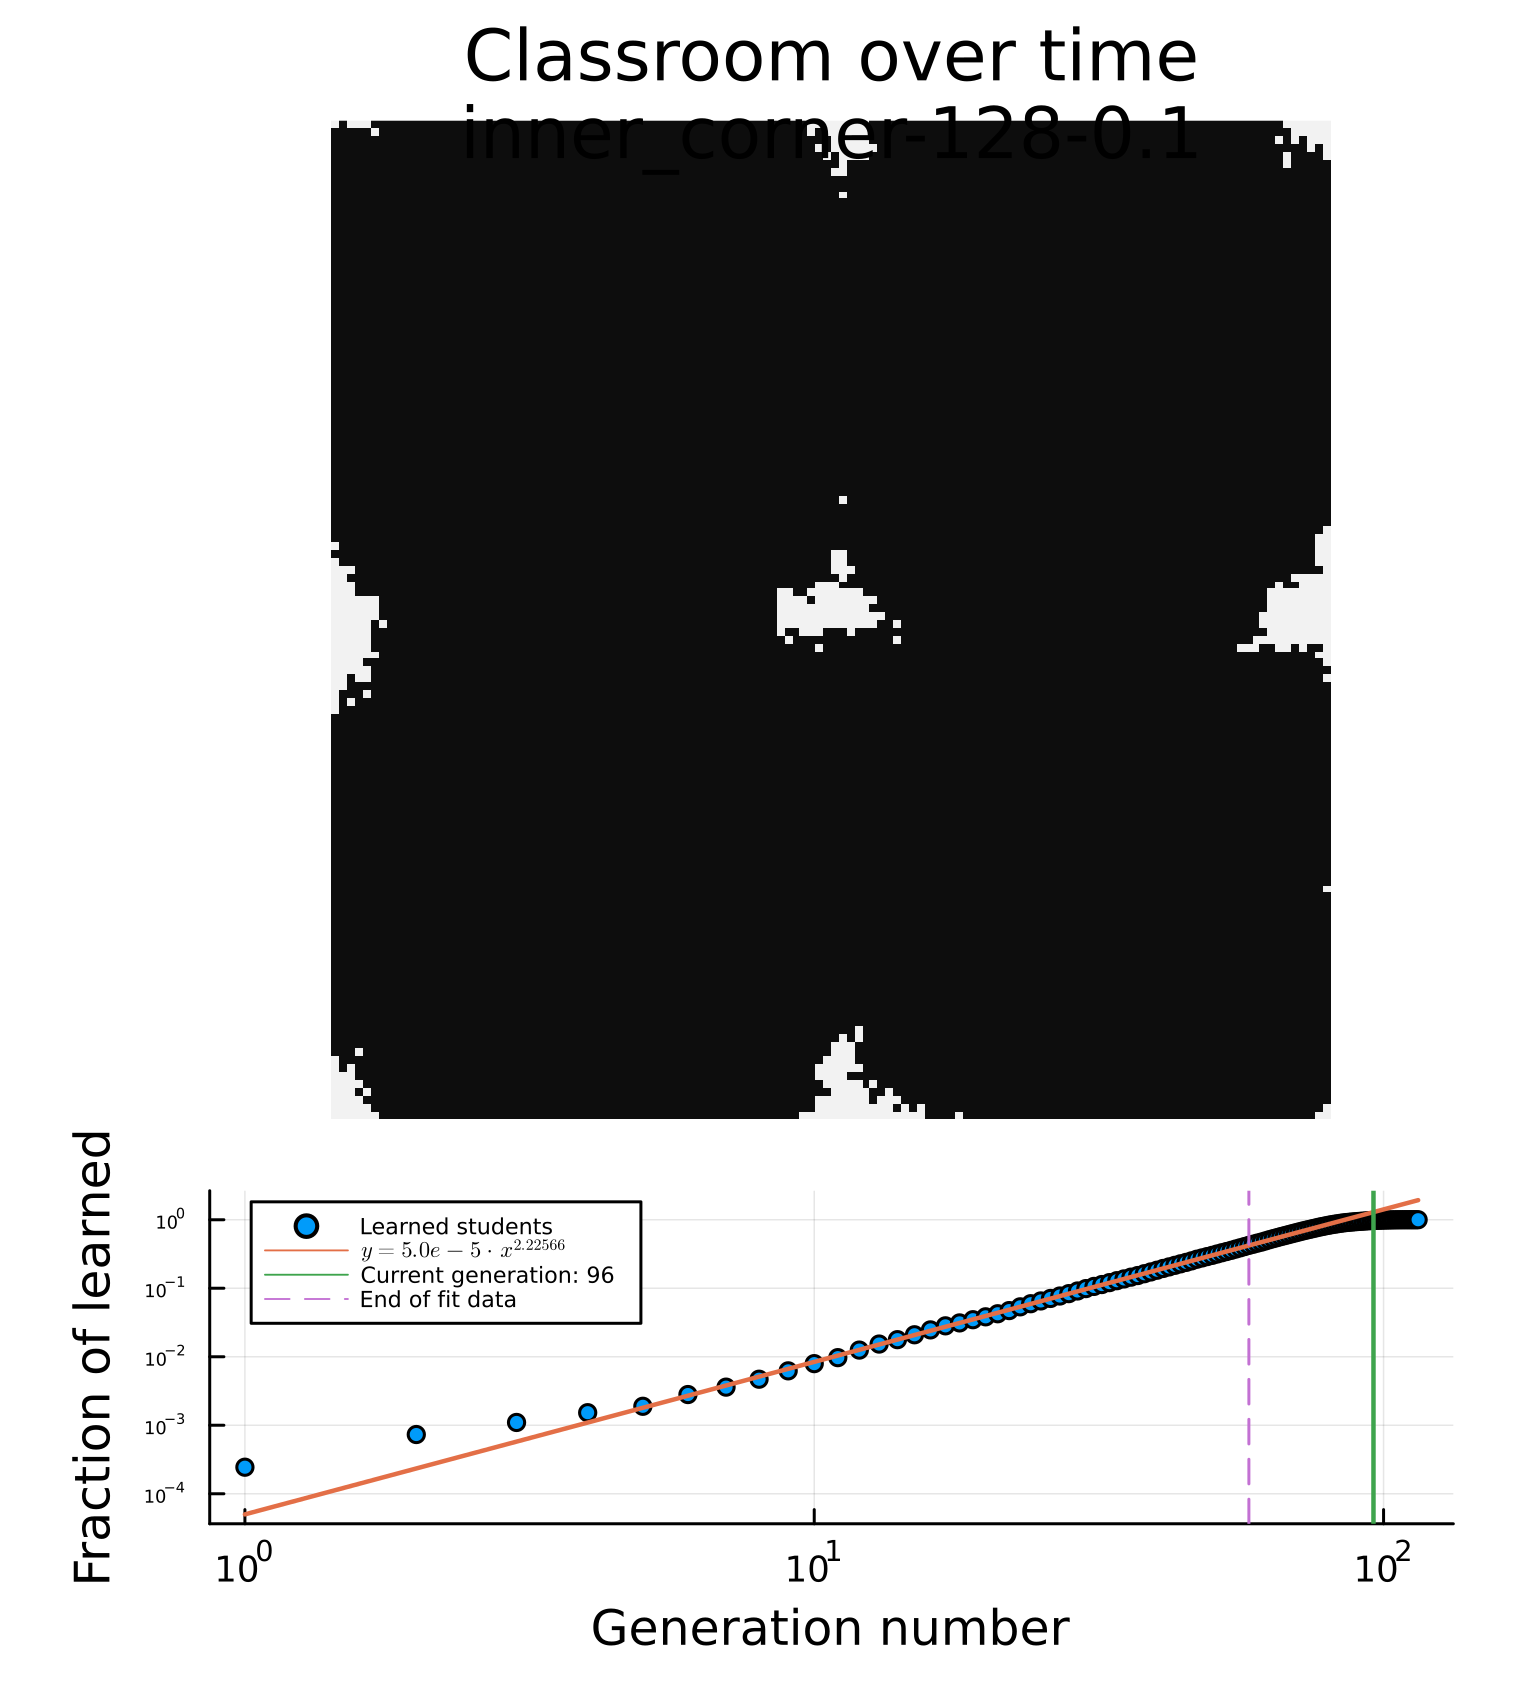 Classroom over time
inner_corner-128-0.1
Fraction of learned
10^0
10^-1
10^-2
10^-3
10^-4
Learned students
y = 5.0e − 5 · x^2.22566
Current generation: 96
End of fit data
10^0 10^1 10^2
Generation number